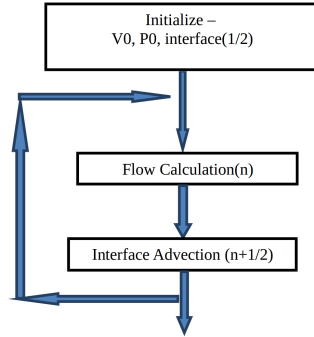 Initialize –
V0, P0, interface(1/2)
Flow Calculation(n)
Interface Advection (n+1/2)